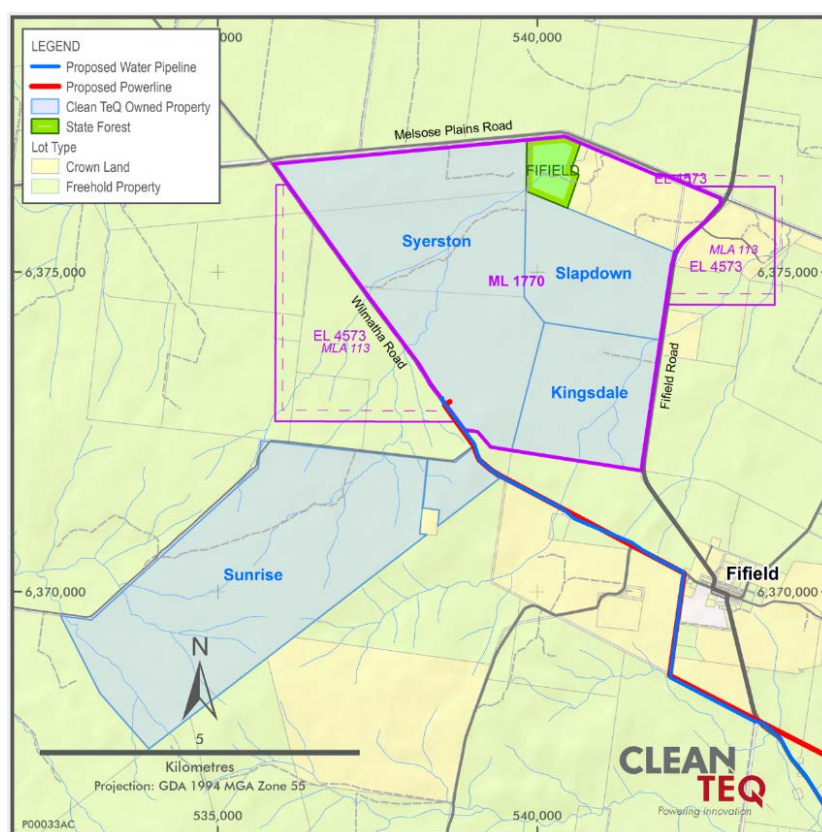 LEGEND
Proposed Water Pipeline
Proposed Powerline
Clean TeQ Owned Property
State Forest
Lot Type
Crown Land
Freehold Property
540,000
Melsose Plains Road
FIFIELD
EL 4573
MLA 113
EL 4573
6,375,000
6,375,000
Syerston
Slapdown
ML 1770
EL 4573
MLA 113
Wilmatha Road
Kingsdale
Fifield Road
Sunrise
Fifield
6,370,000
6,370,000
N
5
Kilometres
Projection: GDA 1994 MGA Zone 55
CLEAN
TEQ
Powering Innovation
P00033AC
535,000
540,000